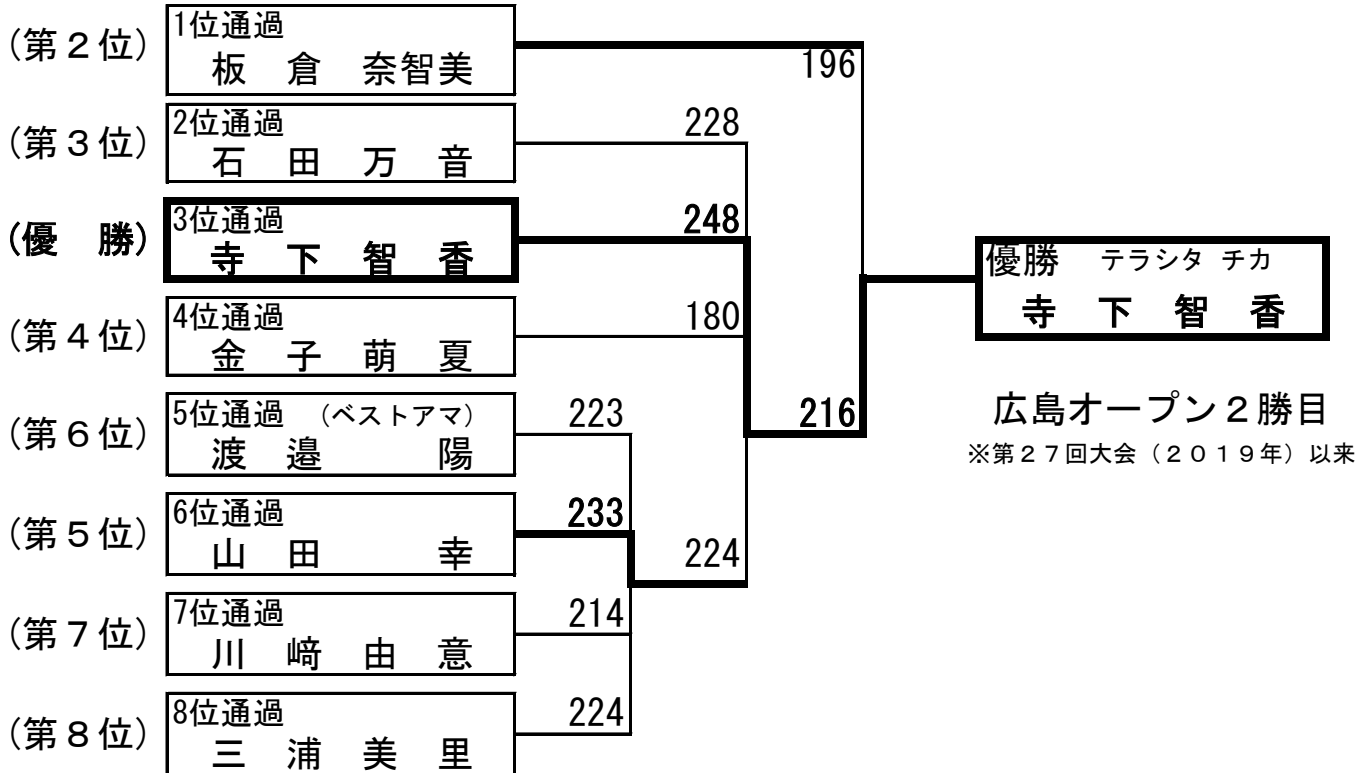 (第2位)
1位通過
板 倉 奈智美
196
(第3位)
2位通過
石 田 万 音
228
(優 勝)
3位通過
寺 下 智 香
248
(第4位)
4位通過
金 子 萌 夏
180
(第6位)
5位通過 (ベストアマ)
渡 邉 陽
223
(第5位)
6位通過
山 田 幸
233
(第7位)
7位通過
川 﨑 由 意
214
(第8位)
8位通過
三 浦 美 里
224
224
216
優勝 テラシタ チカ
寺 下 智 香
広島オープン2勝目
※第27回大会(2019年)以来